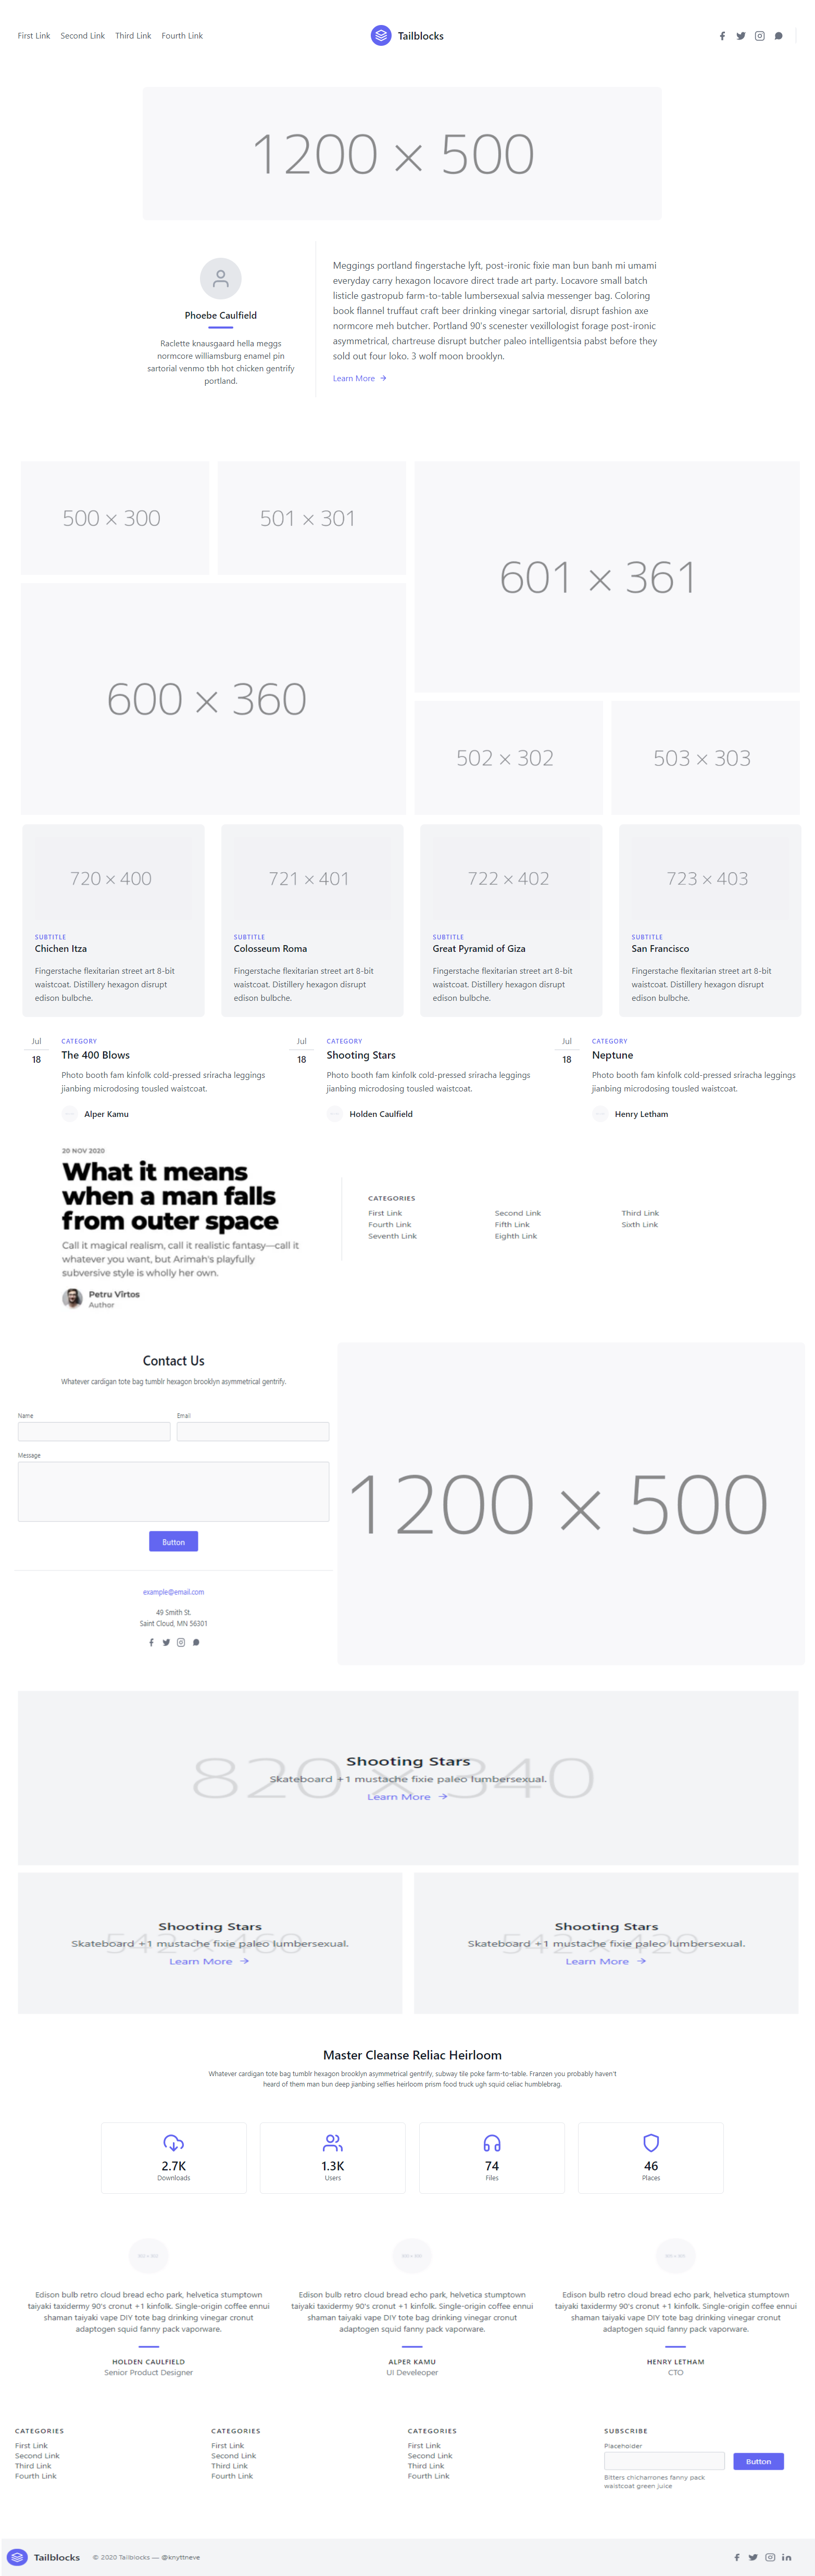 First Link Second Link Third Link Fourth Link
Tailblocks
1200 × 500
Phoebe Caulfield
Raclette knausgaard hella meggs
normcore williamsburg enamel pin
sartorial venmo tbh hot chicken gentrify
portland.
Meggings portland fingerstache lyft, post-ironic fixie man bun banh mi umami
everyday carry hexagon locavore direct trade art party. Locavore small batch
listicle gastropub farm-to-table lumbersexual salvia messenger bag. Coloring
book flannel truffaut craft beer drinking vinegar sartorial, disrupt fashion axe
normcore meh butcher. Portland 90's scenester vexillologist forage post-ironic
asymmetrical, chartreuse disrupt butcher paleo intelligentsia pabst before they
sold out four loko. 3 wolf moon brooklyn.
Learn More
500 × 300
501 × 301
601 × 361
600 × 360
502 × 302
503 × 303
720 × 400
SUBTITLE
Chichen Itza
Fingerstache flexitarian street art 8-bit
waistcoat. Distillery hexagon disrupt
edison bulbche.
721 × 401
SUBTITLE
Colosseum Roma
Fingerstache flexitarian street art 8-bit
waistcoat. Distillery hexagon disrupt
edison bulbche.
722 × 402
SUBTITLE
Great Pyramid of Giza
Fingerstache flexitarian street art 8-bit
waistcoat. Distillery hexagon disrupt
edison bulbche.
723 × 403
SUBTITLE
San Francisco
Fingerstache flexitarian street art 8-bit
waistcoat. Distillery hexagon disrupt
edison bulbche.
Jul
18
CATEGORY
The 400 Blows
Photo booth fam kinfolk cold-pressed sriracha leggings
jianbing microdosing tousled waistcoat.
Alper Kamu
Jul
18
CATEGORY
Shooting Stars
Photo booth fam kinfolk cold-pressed sriracha leggings
jianbing microdosing tousled waistcoat.
Holden Caulfield
Jul
18
CATEGORY
Neptune
Photo booth fam kinfolk cold-pressed sriracha leggings
jianbing microdosing tousled waistcoat.
Henry Letham
20 NOV 2020
What it means
when a man falls
from outer space
Call it magical realism, call it realistic fantasy—call it
whatever you want, but Arimah's playfully
subversive style is wholly her own.
Petru Vîrtos
Author
CATEGORIES
First Link Second Link Third Link
Fourth Link Fifth Link Sixth Link
Seventh Link Eighth Link
Contact Us
Whatever cardigan tote bag tumblr hexagon brooklyn asymmetrical gentrify.
Name Email
Message
Button
example@email.com
49 Smith St.
Saint Cloud, MN 56301
1200 × 500
820 × 340
Shooting Stars
Skateboard +1 mustache fixie paleo lumbersexual.
Learn More
542 × 460
Shooting Stars
Skateboard +1 mustache fixie paleo lumbersexual.
Learn More
542 × 420
Shooting Stars
Skateboard +1 mustache fixie paleo lumbersexual.
Learn More
Master Cleanse Reliac Heirloom
Whatever cardigan tote bag tumblr hexagon brooklyn asymmetrical gentrify, subway tile poke farm-to-table. Franzen you probably haven't
heard of them man bun deep jianbing selfies heirloom prism food truck ugh squid celiac humblebrag.
2.7K
Downloads
1.3K
Users
74
Files
46
Places
Edison bulb retro cloud bread echo park, helvetica stumptown
taiyaki taxidermy 90's cronut +1 kinfolk. Single-origin coffee ennui
shaman taiyaki vape DIY tote bag drinking vinegar cronut
adaptogen squid fanny pack vaporware.
HOLDEN CAULFIELD
Senior Product Designer
Edison bulb retro cloud bread echo park, helvetica stumptown
taiyaki taxidermy 90's cronut +1 kinfolk. Single-origin coffee ennui
shaman taiyaki vape DIY tote bag drinking vinegar cronut
adaptogen squid fanny pack vaporware.
ALPER KAMU
UI Develeoper
Edison bulb retro cloud bread echo park, helvetica stumptown
taiyaki taxidermy 90's cronut +1 kinfolk. Single-origin coffee ennui
shaman taiyaki vape DIY tote bag drinking vinegar cronut
adaptogen squid fanny pack vaporware.
HENRY LETHAM
CTO
CATEGORIES
First Link
Second Link
Third Link
Fourth Link
CATEGORIES
First Link
Second Link
Third Link
Fourth Link
CATEGORIES
First Link
Second Link
Third Link
Fourth Link
SUBSCRIBE
Placeholder
Button
Bitters chicharrones fanny pack
waistcoat green juice
Tailblocks © 2020 Tailblocks — @knyttneve